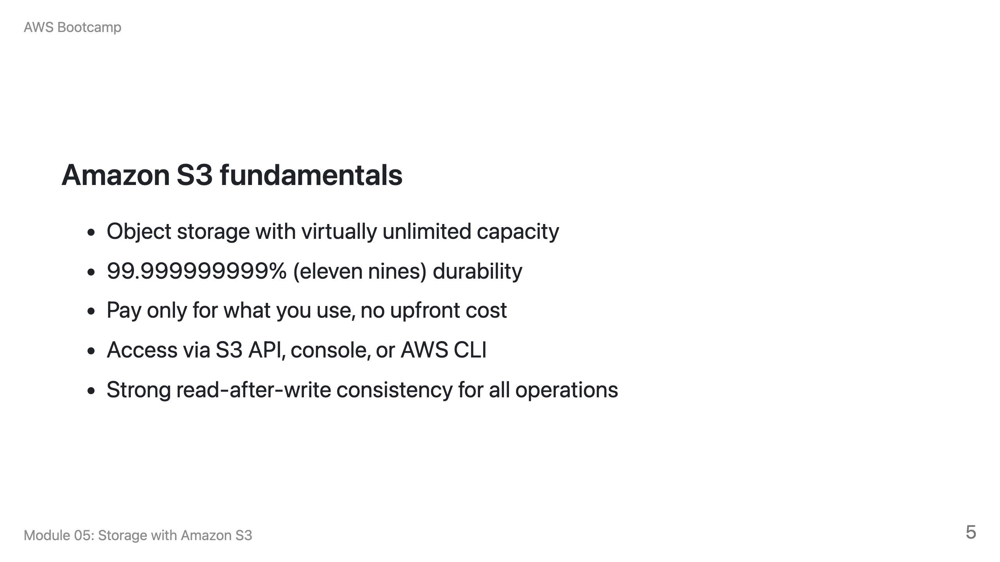 AWS Bootcamp
Amazon S3 fundamentals
• Object storage with virtually unlimited capacity
• 99.999999999% (eleven nines) durability
• Pay only for what you use, no upfront cost
• Access via S3 API, console, or AWS CLI
• Strong read-after-write consistency for all operations
Module 05: Storage with Amazon S3
5